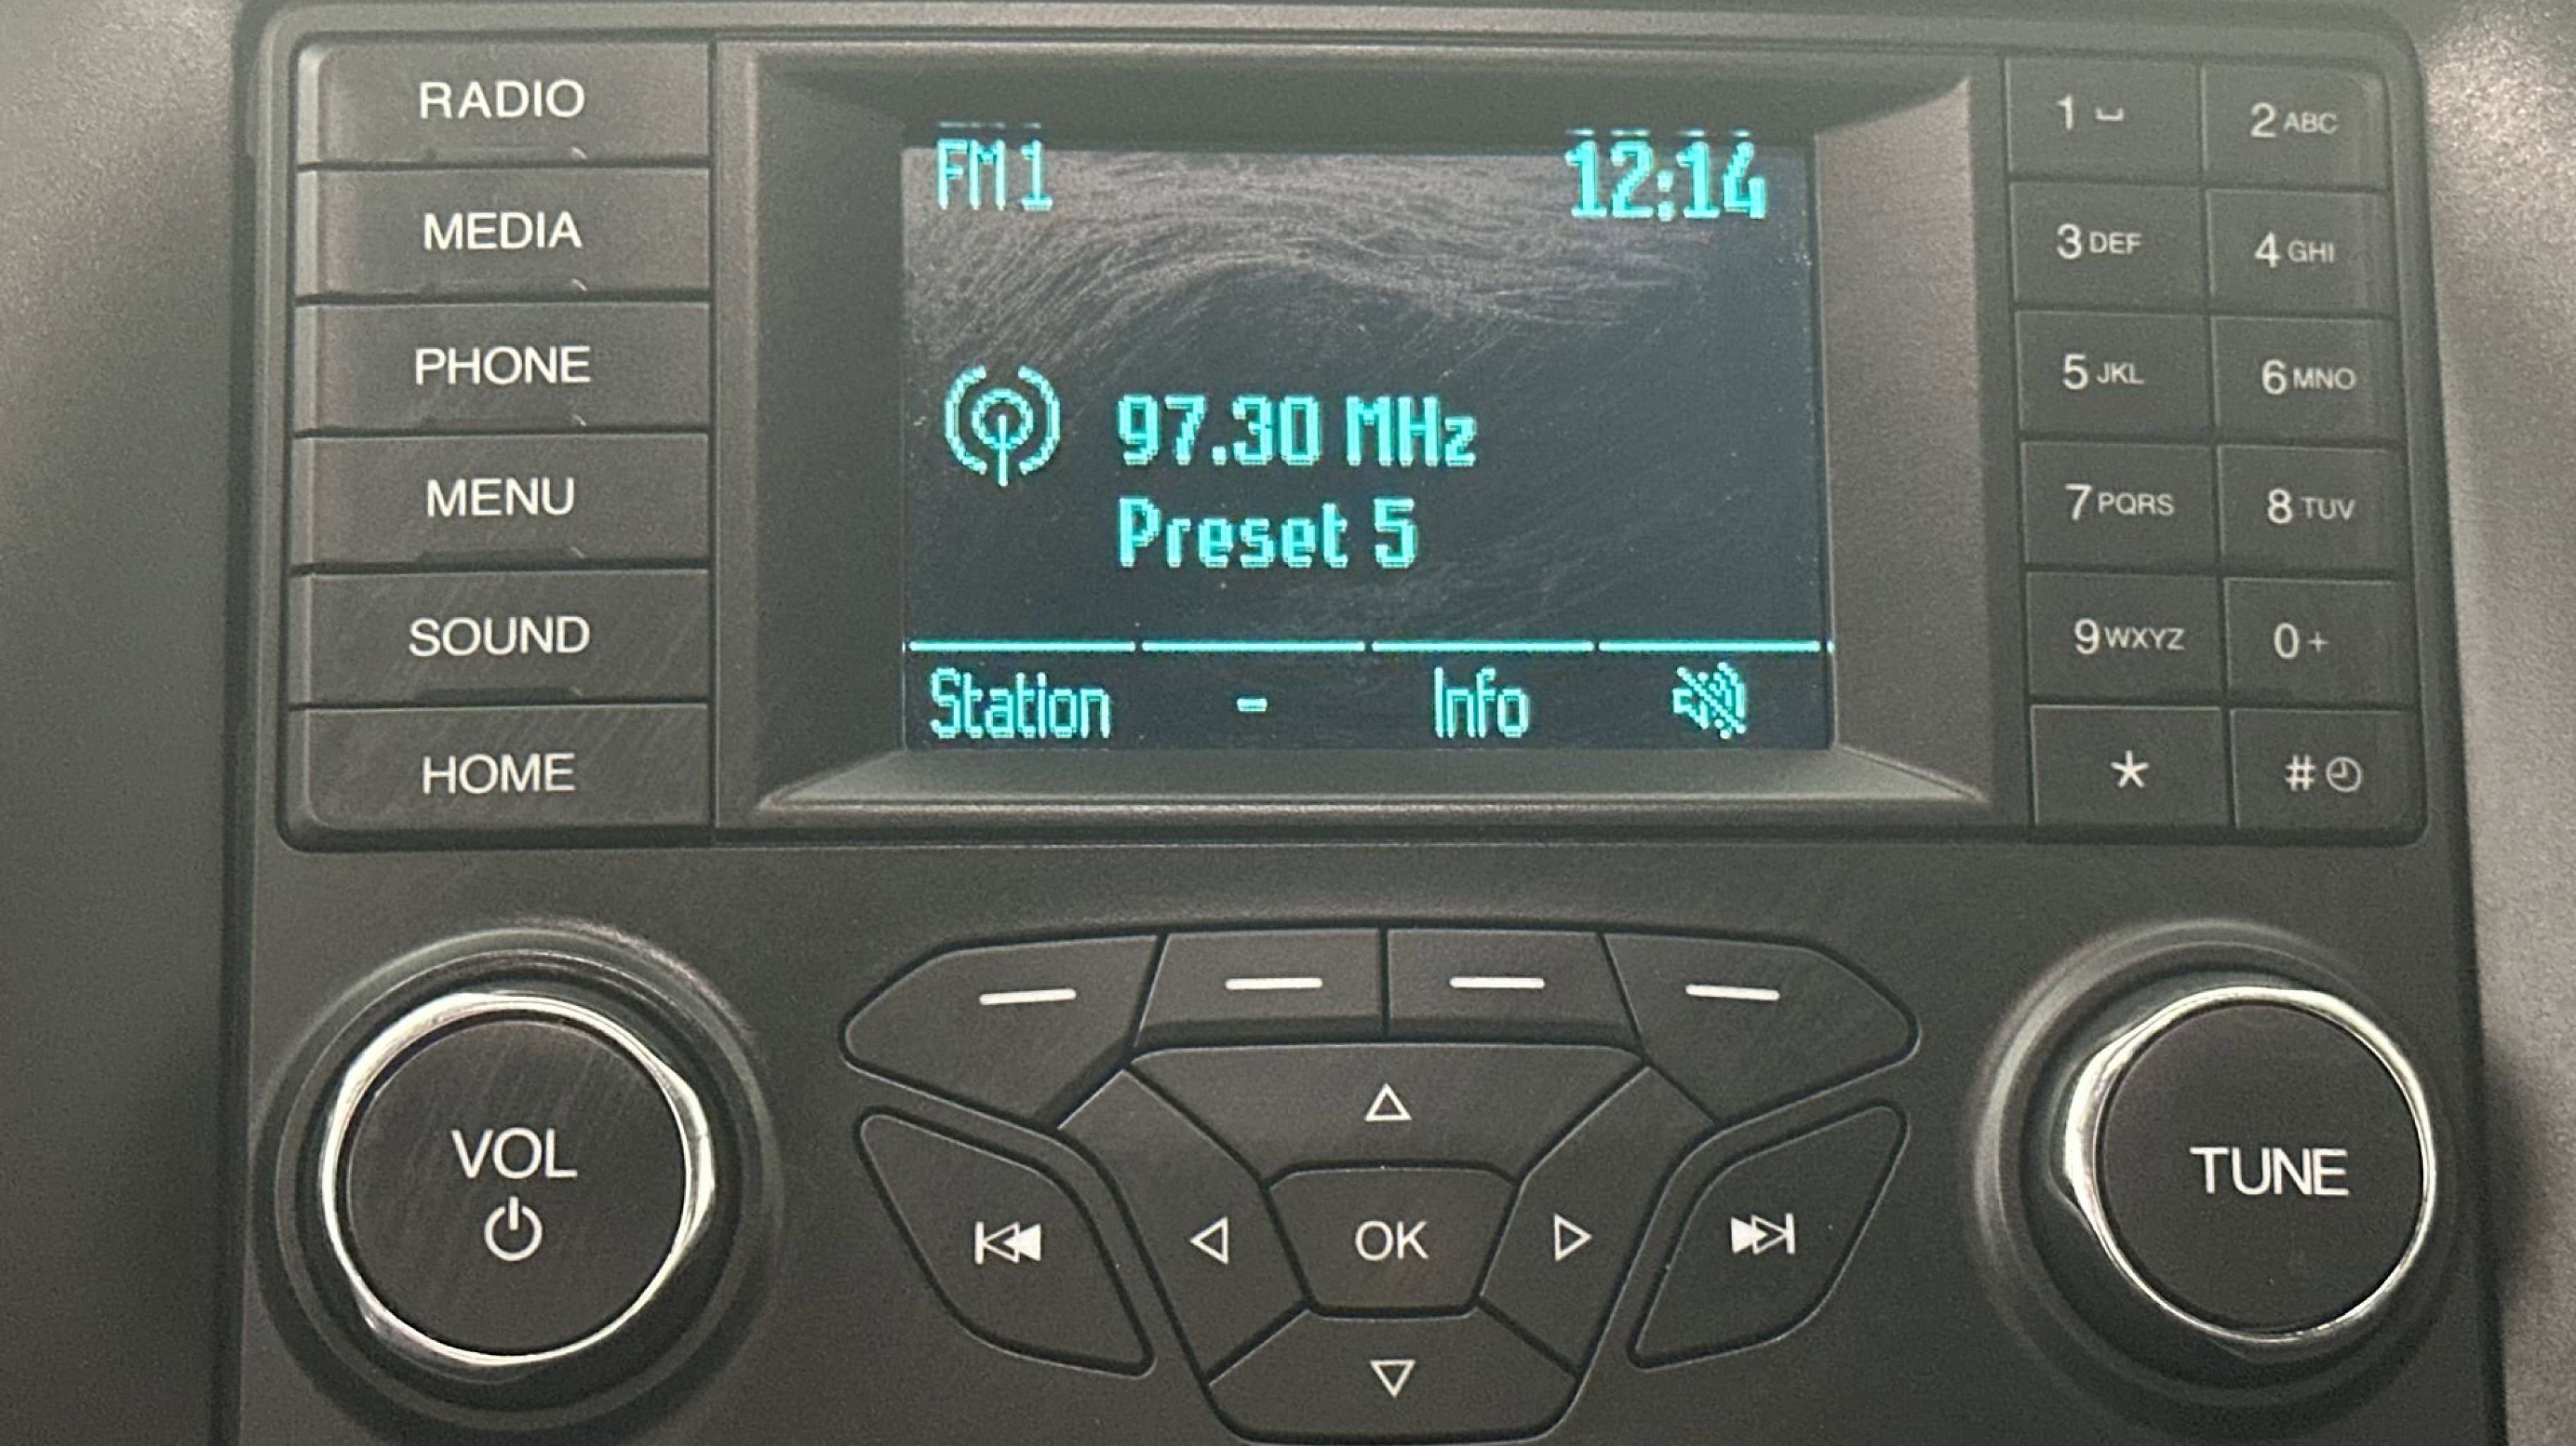 RADIO
MEDIA
PHONE
MENU
SOUND
HOME
FM1 12:14
97.30 MHz
Preset 5
Station - Info
1 ⎵ 2 ABC
3 DEF 4 GHI
5 JKL 6 MNO
7 PQRS 8 TUV
9 WXYZ 0 +
* #
VOL
OK
TUNE